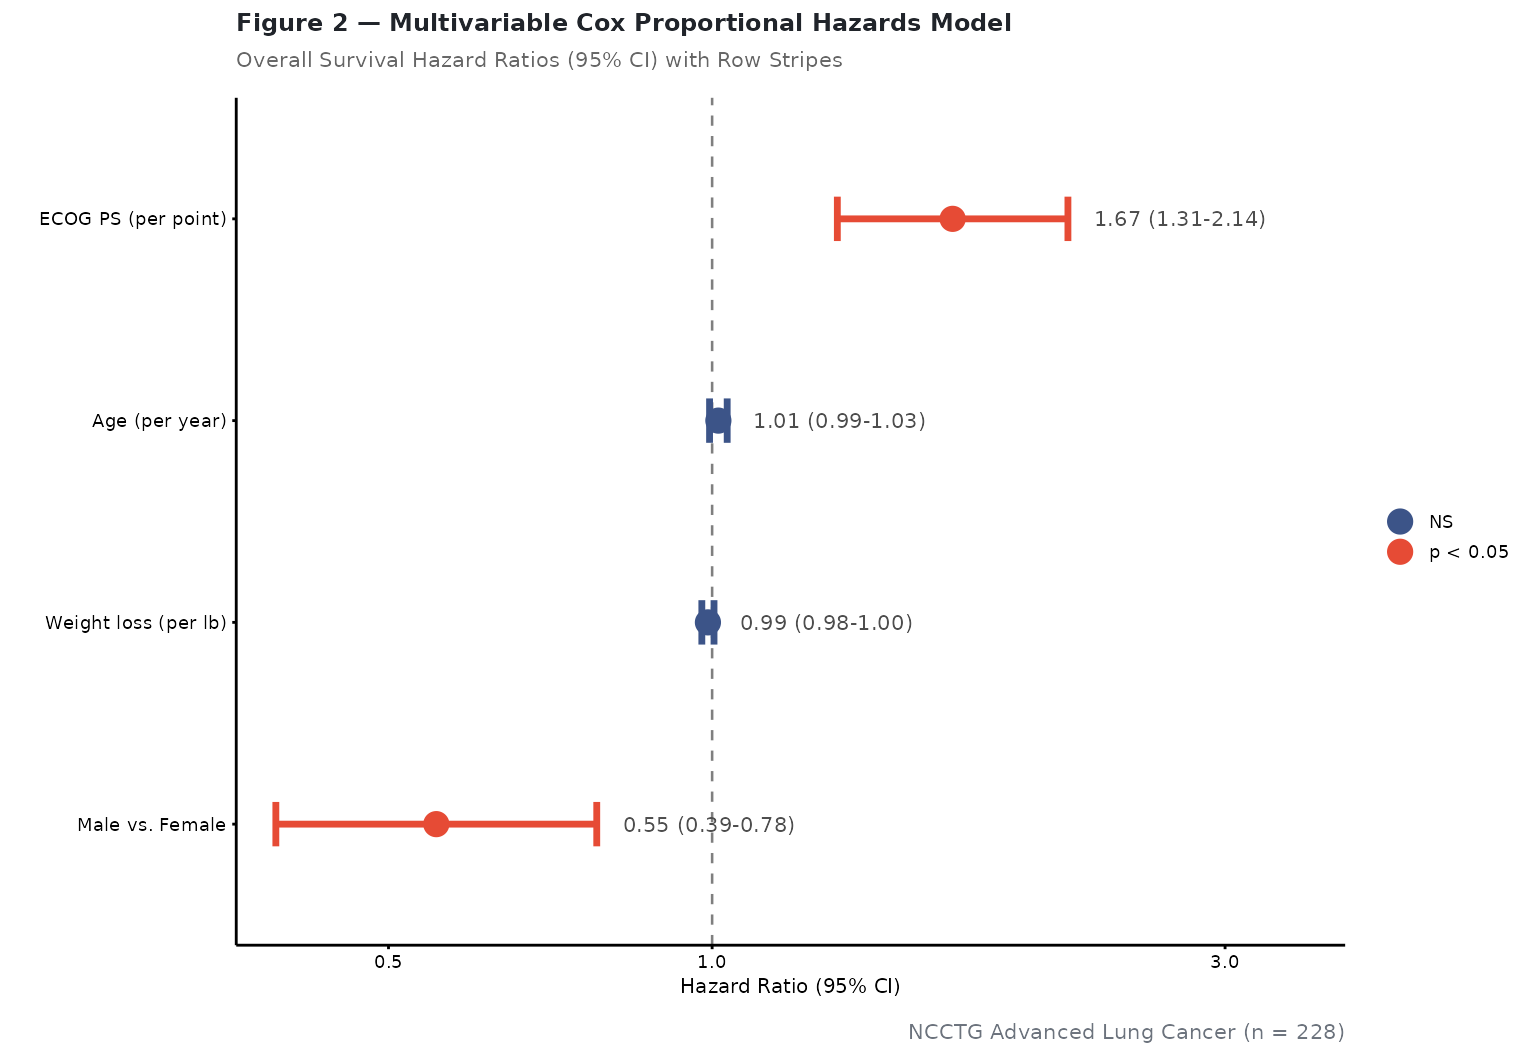 Figure 2 — Multivariable Cox Proportional Hazards Model
Overall Survival Hazard Ratios (95% CI) with Row Stripes
ECOG PS (per point)
1.67 (1.31-2.14)
Age (per year)
1.01 (0.99-1.03)
NS
p < 0.05
Weight loss (per lb)
0.99 (0.98-1.00)
Male vs. Female
0.55 (0.39-0.78)
0.5
1.0
3.0
Hazard Ratio (95% CI)
NCCTG Advanced Lung Cancer (n = 228)